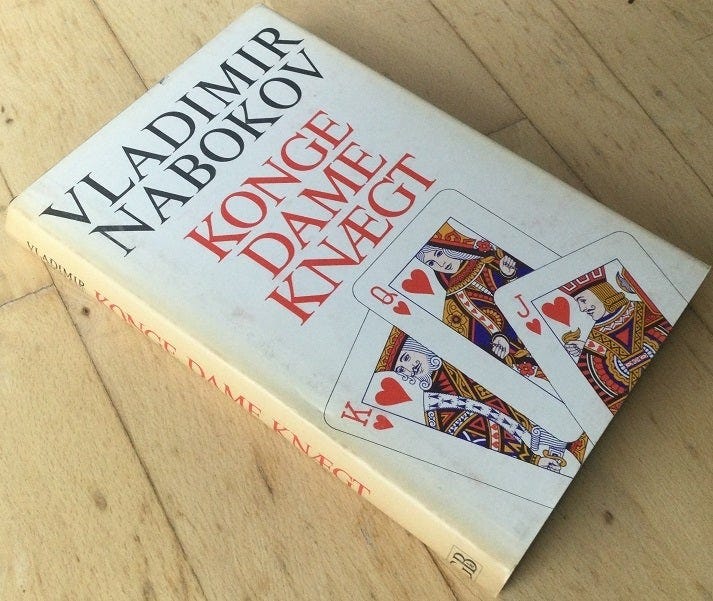 VLADIMIR
NABOKOV
KONGE
DAME
KNÆGT
Q
J
K
VLADIMIR
KONGE DAME KNÆGT